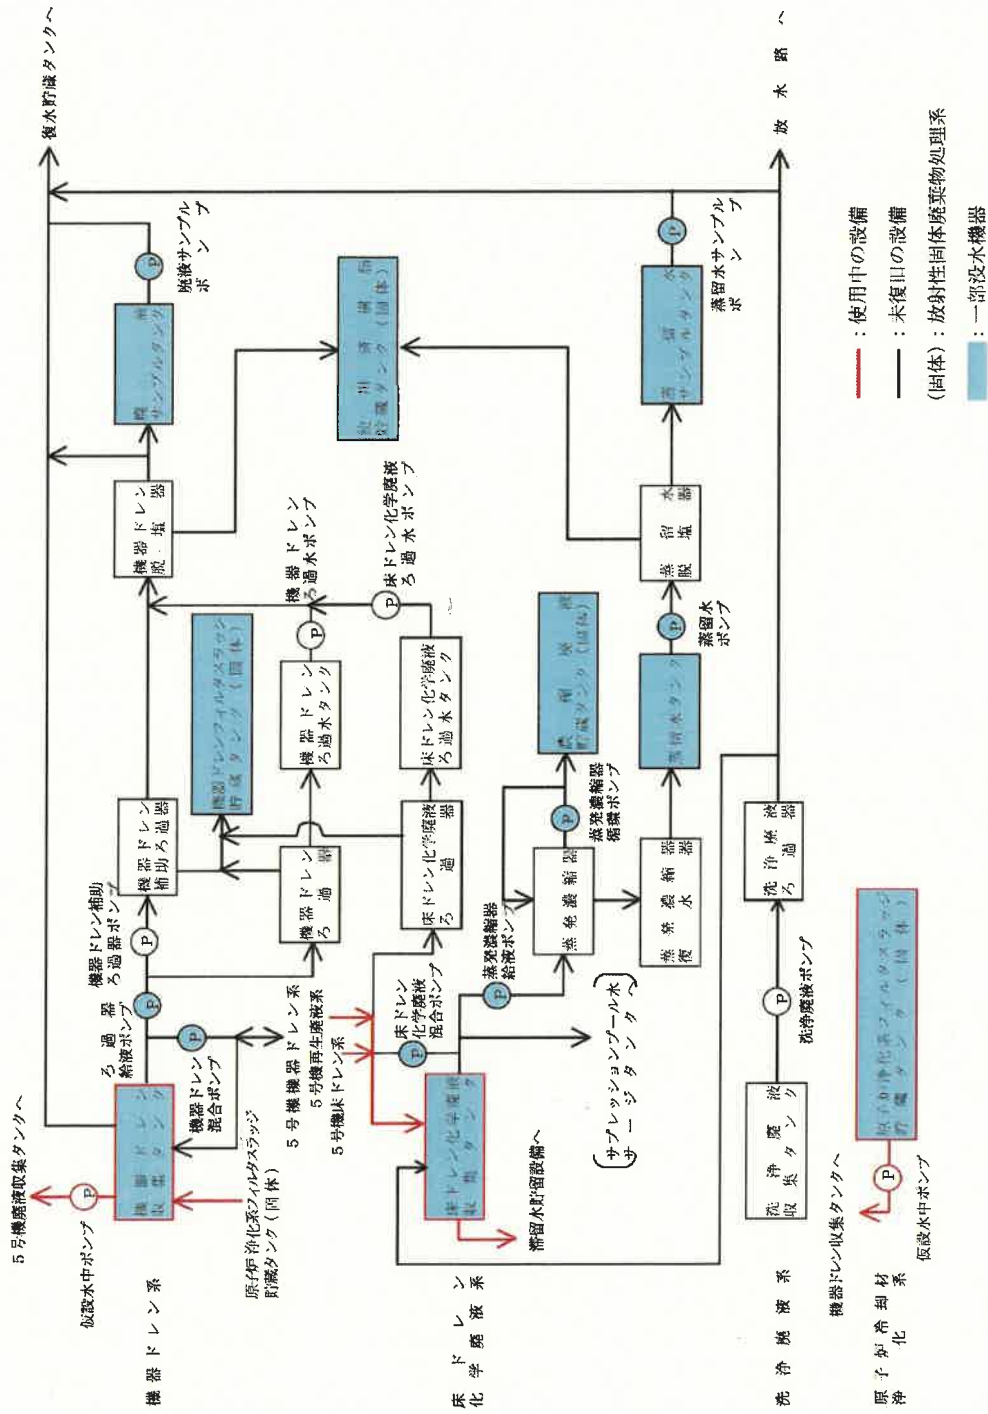 機器ドレン系
5号機廃液収集タンクへ
仮設水中ポンプ
P
機器ドレン
収集タンク
原子炉浄化系フィルタスラッジ
貯蔵タンク(固体)
ろ過器
給液ポンプ
P
機器ドレン
混合ポンプ
P
機器ドレン補助
ろ過器ポンプ
P
機器ドレン
補助ろ過器
機器ドレンフィルタスラッジ
貯蔵タンク(固体)
機器ドレン
ろ過器
機器ドレン
ろ過水タンク
機器ドレン
ろ過水ポンプ
P
機器ドレン
脱塩器
廃液
サンプルタンク
廃液サンプル
ポンプ
P
復水貯蔵タンクへ
使用済樹脂
貯蔵タンク(固体)
床ドレン
化学廃液系
5号機機器ドレン系
5号機再生廃液系
5号機床ドレン系
床ドレン化学廃液
収集タンク
滞留水貯留設備へ
床ドレン
化学廃液
混合ポンプ
P
(サプレッションプール水
サージタンクへ)
床ドレン化学廃液
ろ過器
床ドレン化学廃液
ろ過水タンク
床ドレン化学廃液
ろ過水ポンプ
P
蒸発濃縮器
給液ポンプ
P
蒸発濃縮器
蒸発濃縮器
循環ポンプ
P
濃縮廃液
貯蔵タンク(固体)
蒸発濃縮器
復水器
蒸留水タンク
蒸留水
ポンプ
P
蒸留水
脱塩器
蒸留水
サンプルタンク
蒸留水サンプル
ポンプ
P
洗浄廃液系
洗浄廃液
収集タンク
洗浄廃液ポンプ
P
洗浄廃液
ろ過器
放水路へ
原子炉冷却材
浄化系
機器ドレン収集タンクへ
仮設水中ポンプ
P
原子炉浄化系フィルタスラッジ
貯蔵タンク(固体)
:使用中の設備
:未復旧の設備
(固体):放射性固体廃棄物処理系
:一部没水機器